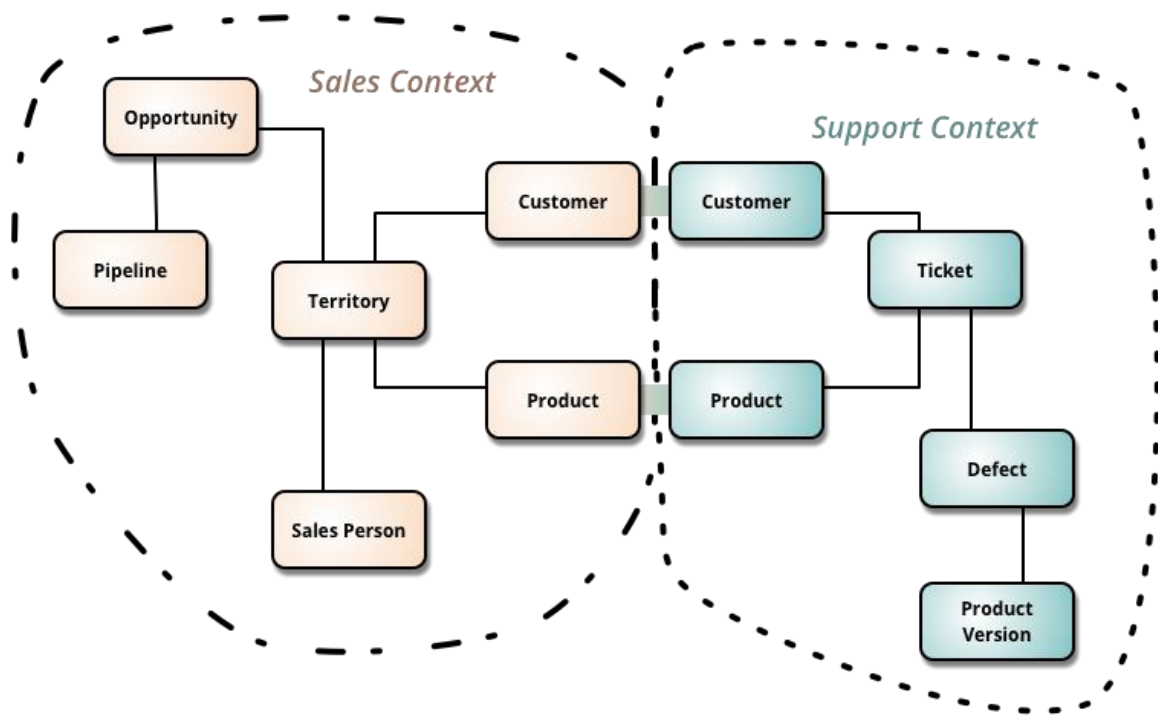 Sales Context
Opportunity
Support Context
Customer
Customer
Pipeline
Ticket
Territory
Product
Product
Defect
Sales Person
Product
Version